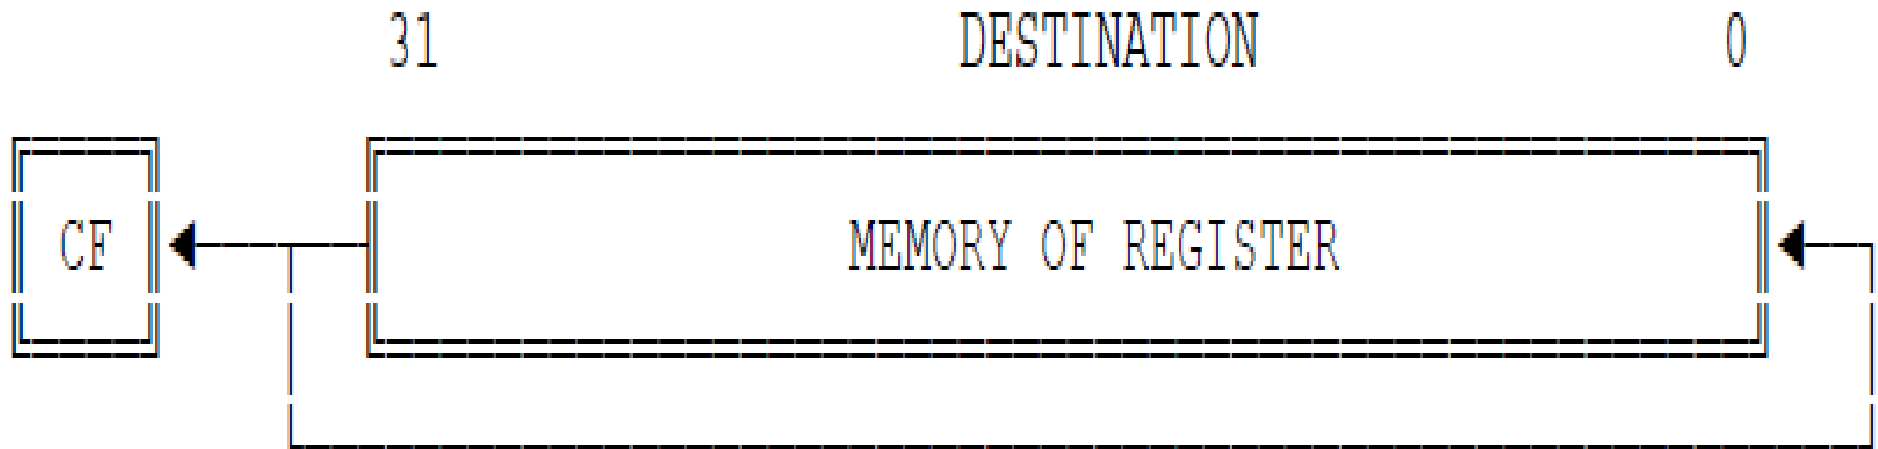 31 DESTINATION 0
CF MEMORY OF REGISTER